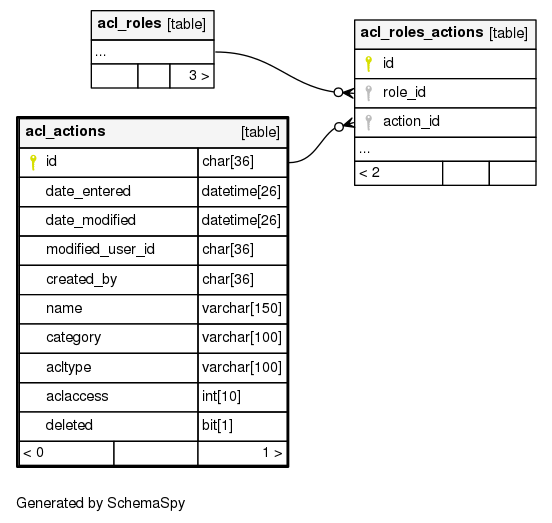 acl_roles [table]
...
3 >
acl_roles_actions [table]
id
role_id
action_id
...
< 2
acl_actions [table]
id char[36]
date_entered datetime[26]
date_modified datetime[26]
modified_user_id char[36]
created_by char[36]
name varchar[150]
category varchar[100]
acltype varchar[100]
aclaccess int[10]
deleted bit[1]
< 0 1 >
Generated by SchemaSpy